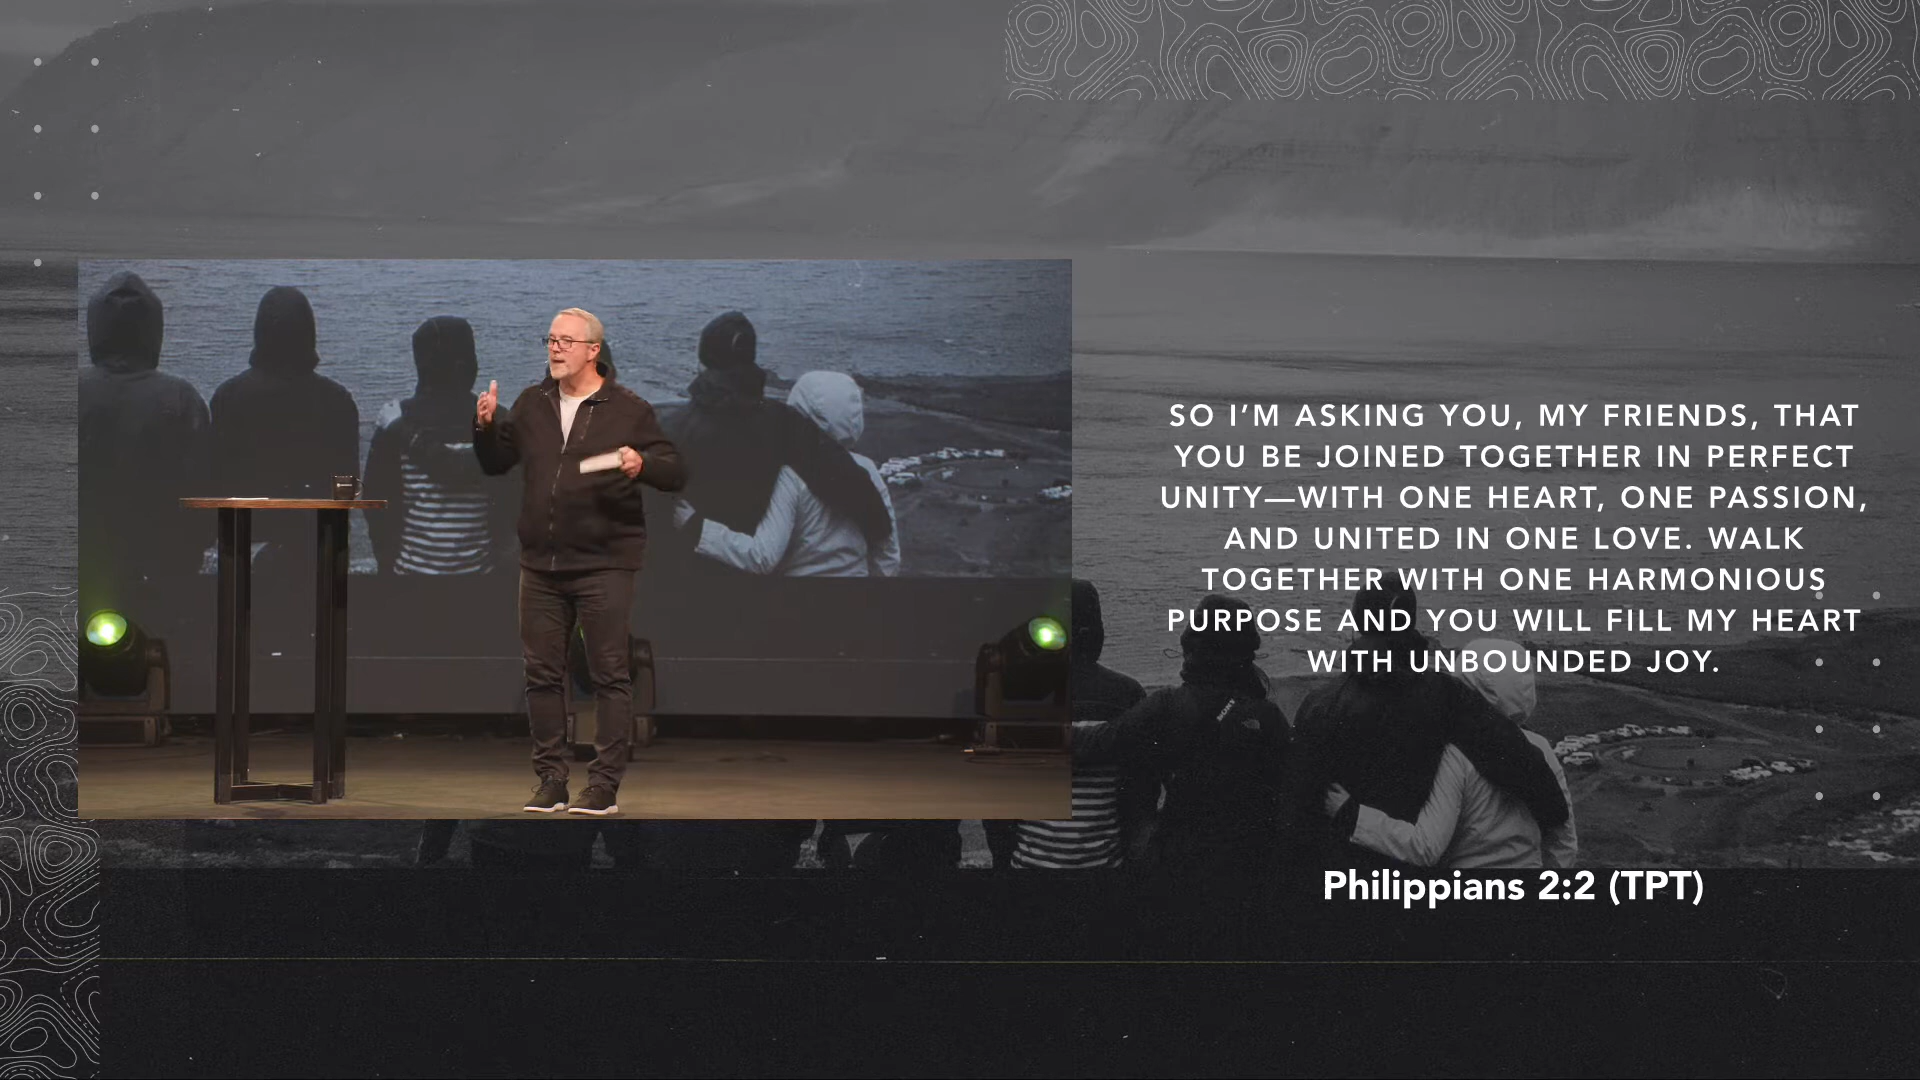 SO I’M ASKING YOU, MY FRIENDS, THAT
YOU BE JOINED TOGETHER IN PERFECT
UNITY—WITH ONE HEART, ONE PASSION,
AND UNITED IN ONE LOVE. WALK
TOGETHER WITH ONE HARMONIOUS
PURPOSE AND YOU WILL FILL MY HEART
WITH UNBOUNDED JOY.
SONY
Philippians 2:2 (TPT)